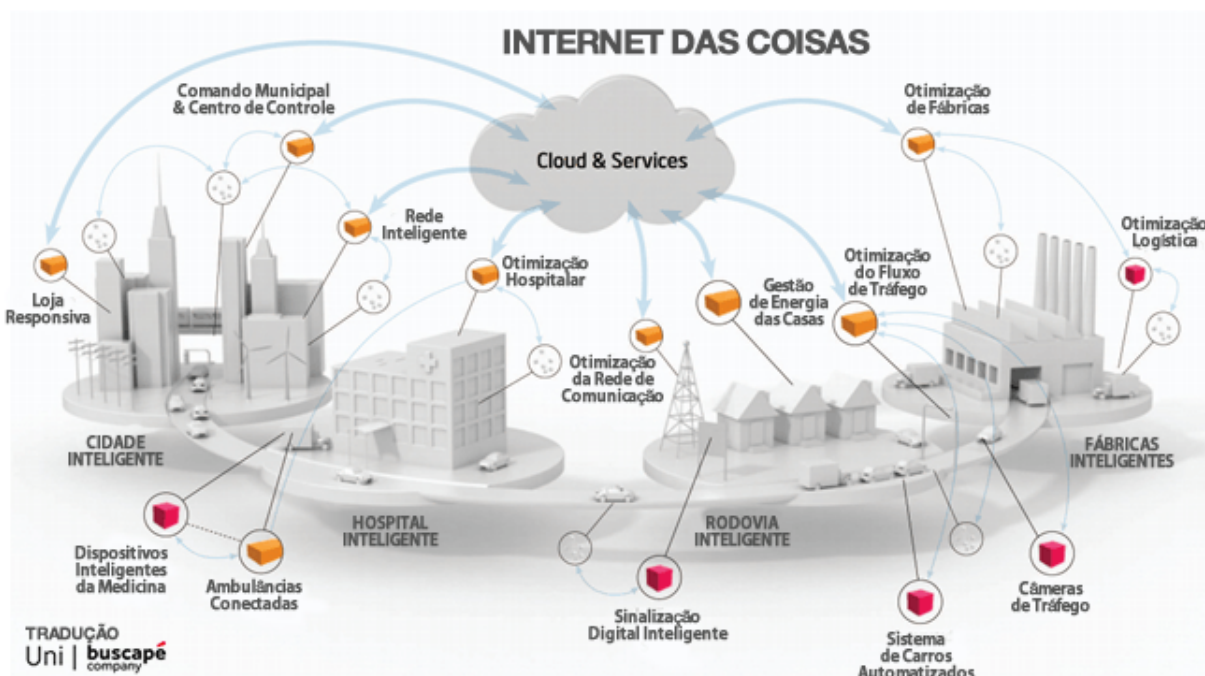 INTERNET DAS COISAS
Comando Municipal
& Centro de Controle
Otimização
de Fábricas
Cloud & Services
Rede
Inteligente
Otimização
Logística
Otimização
Hospitalar
Otimização
do Fluxo
de Tráfego
Gestão
de Energia
das Casas
Loja
Responsiva
Otimização
da Rede de
Comunicação
CIDADE
INTELIGENTE
FÁBRICAS
INTELIGENTES
HOSPITAL
INTELIGENTE
RODOVIA
INTELIGENTE
Dispositivos
Inteligentes
da Medicina
Ambulâncias
Conectadas
Sinalização
Digital Inteligente
Câmeras
de Tráfego
Sistema
de Carros
Automatizados
TRADUÇÃO
Uni | buscapé
company